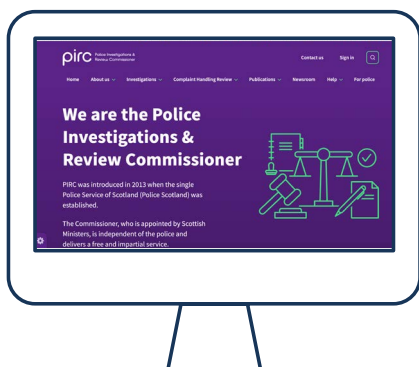 pirc Police Investigations &
Review Commissioner
Contact us Sign in
Home About us Investigations Complaint Handling Review Publications Newsroom Help For police
We are the Police
Investigations &
Review Commissioner
PIRC was introduced in 2013 when the single
Police Service of Scotland (Police Scotland) was
established.
The Commissioner, who is appointed by Scottish
Ministers, is independent of the police and
delivers a free and impartial service.